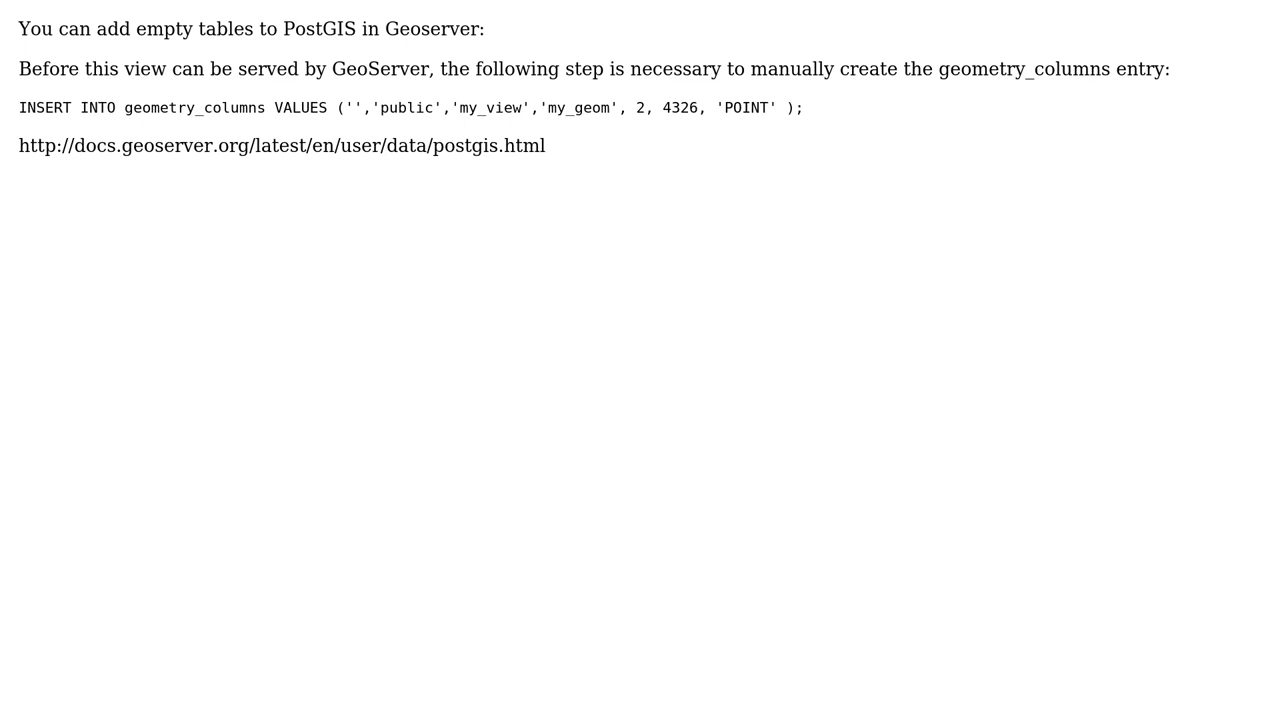 You can add empty tables to PostGIS in Geoserver:
Before this view can be served by GeoServer, the following step is necessary to manually create the geometry_columns entry:
INSERT INTO geometry_columns VALUES ('','public','my_view','my_geom', 2, 4326, 'POINT' );
http://docs.geoserver.org/latest/en/user/data/postgis.html